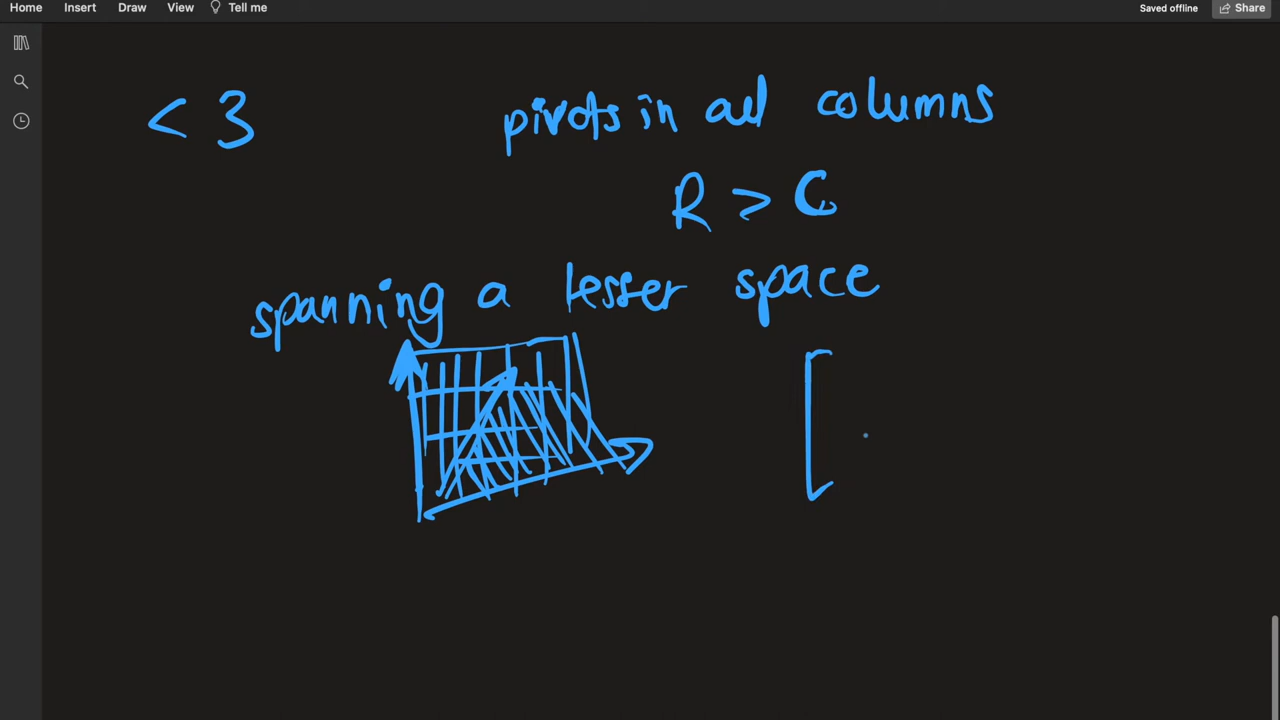 Home Insert Draw View Tell me Saved offline Share
< 3 pivots in all columns
R > C
spanning a lesser space
[